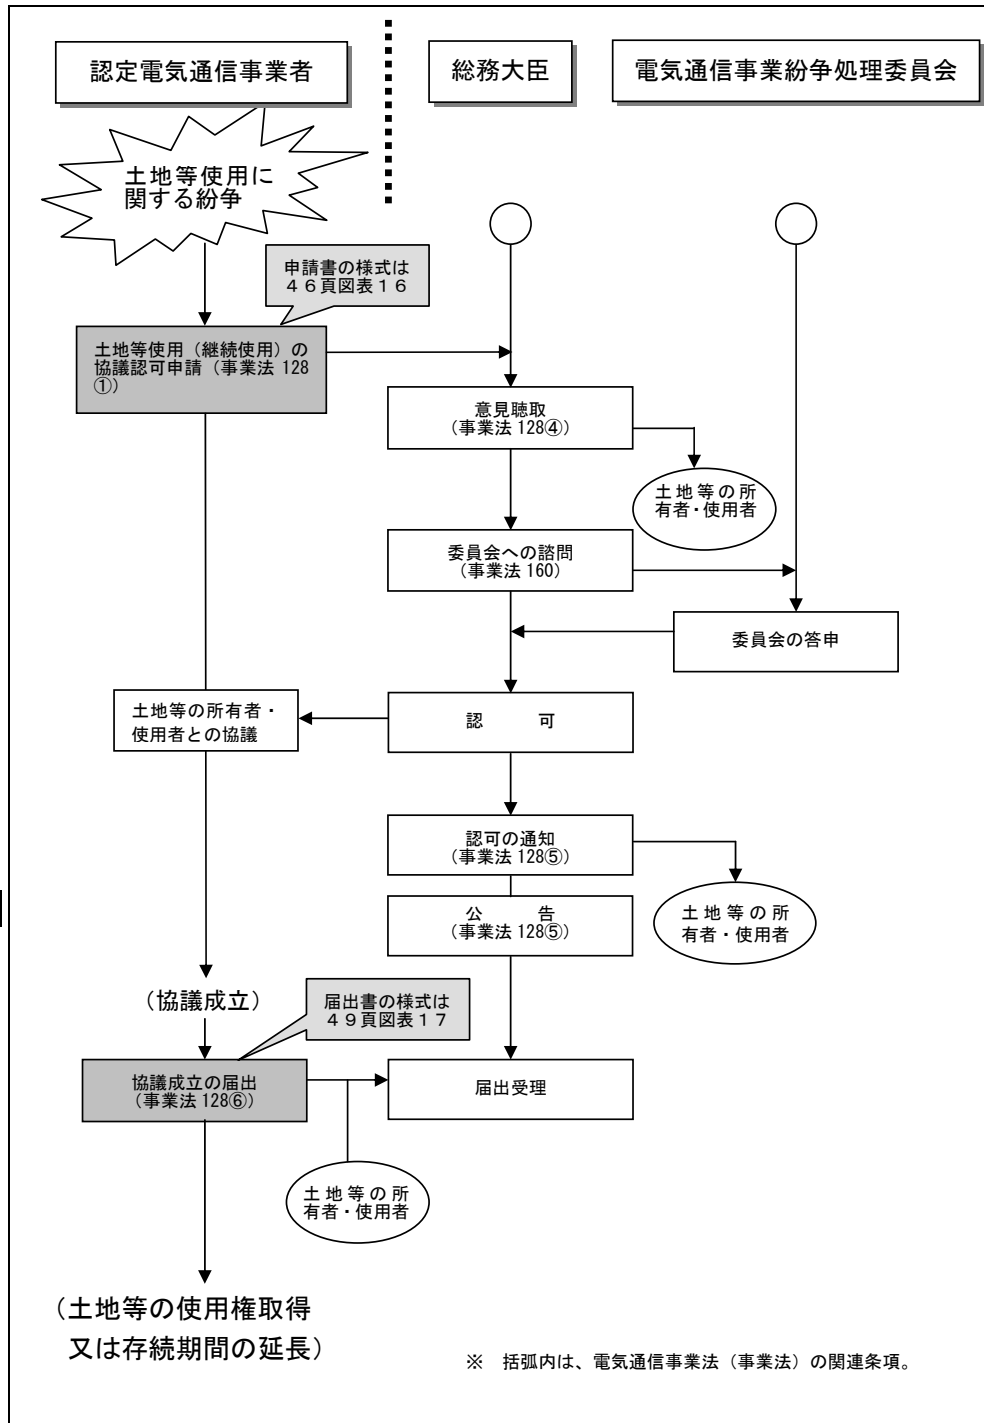 認定電気通信事業者
総務大臣
電気通信事業紛争処理委員会
土地等使用に
関する紛争
申請書の様式は
４６頁図表１６
土地等使用（継続使用）の
協議認可申請（事業法 128
①）
意見聴取
（事業法 128④）
土地等の所
有者・使用者
委員会への諮問
（事業法 160）
委員会の答申
土地等の所有者・
使用者との協議
認　　　可
認可の通知
（事業法 128⑤）
公　　　告
（事業法 128⑤）
土地等の所
有者・使用者
（協議成立）
届出書の様式は
４９頁図表１７
協議成立の届出
（事業法 128⑥）
届出受理
土地等の所
有者・使用者
（土地等の使用権取得
又は存続期間の延長）
※　括弧内は、電気通信事業法（事業法）の関連条項。